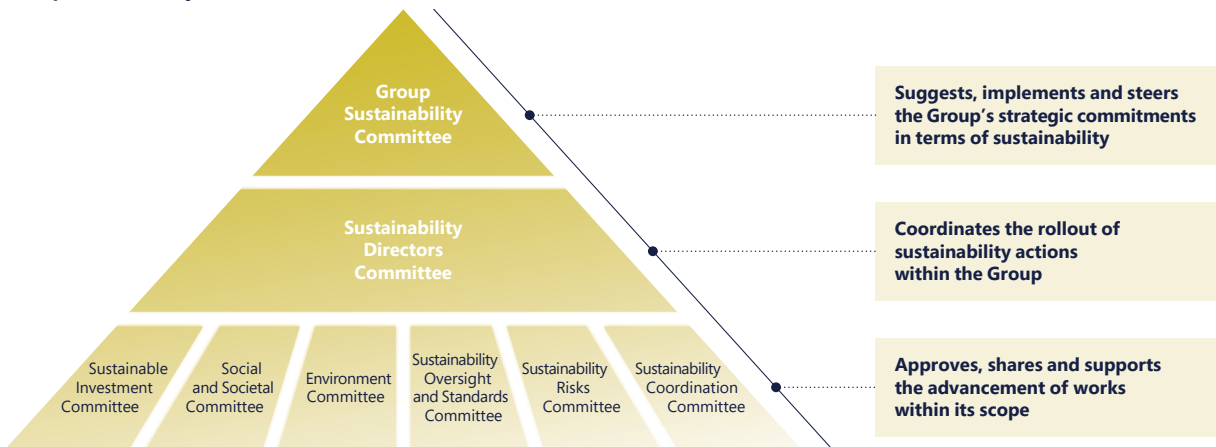 Group
Sustainability
Committee
Suggests, implements and steers
the Group's strategic commitments
in terms of sustainability
Sustainability
Directors
Committee
Coordinates the rollout of
sustainability actions
within the Group
Sustainable
Investment
Committee
Social
and Societal
Committee
Environment
Committee
Sustainability
Oversight
and Standards
Committee
Sustainability
Risks
Committee
Sustainability
Coordination
Committee
Approves, shares and supports
the advancement of works
within its scope